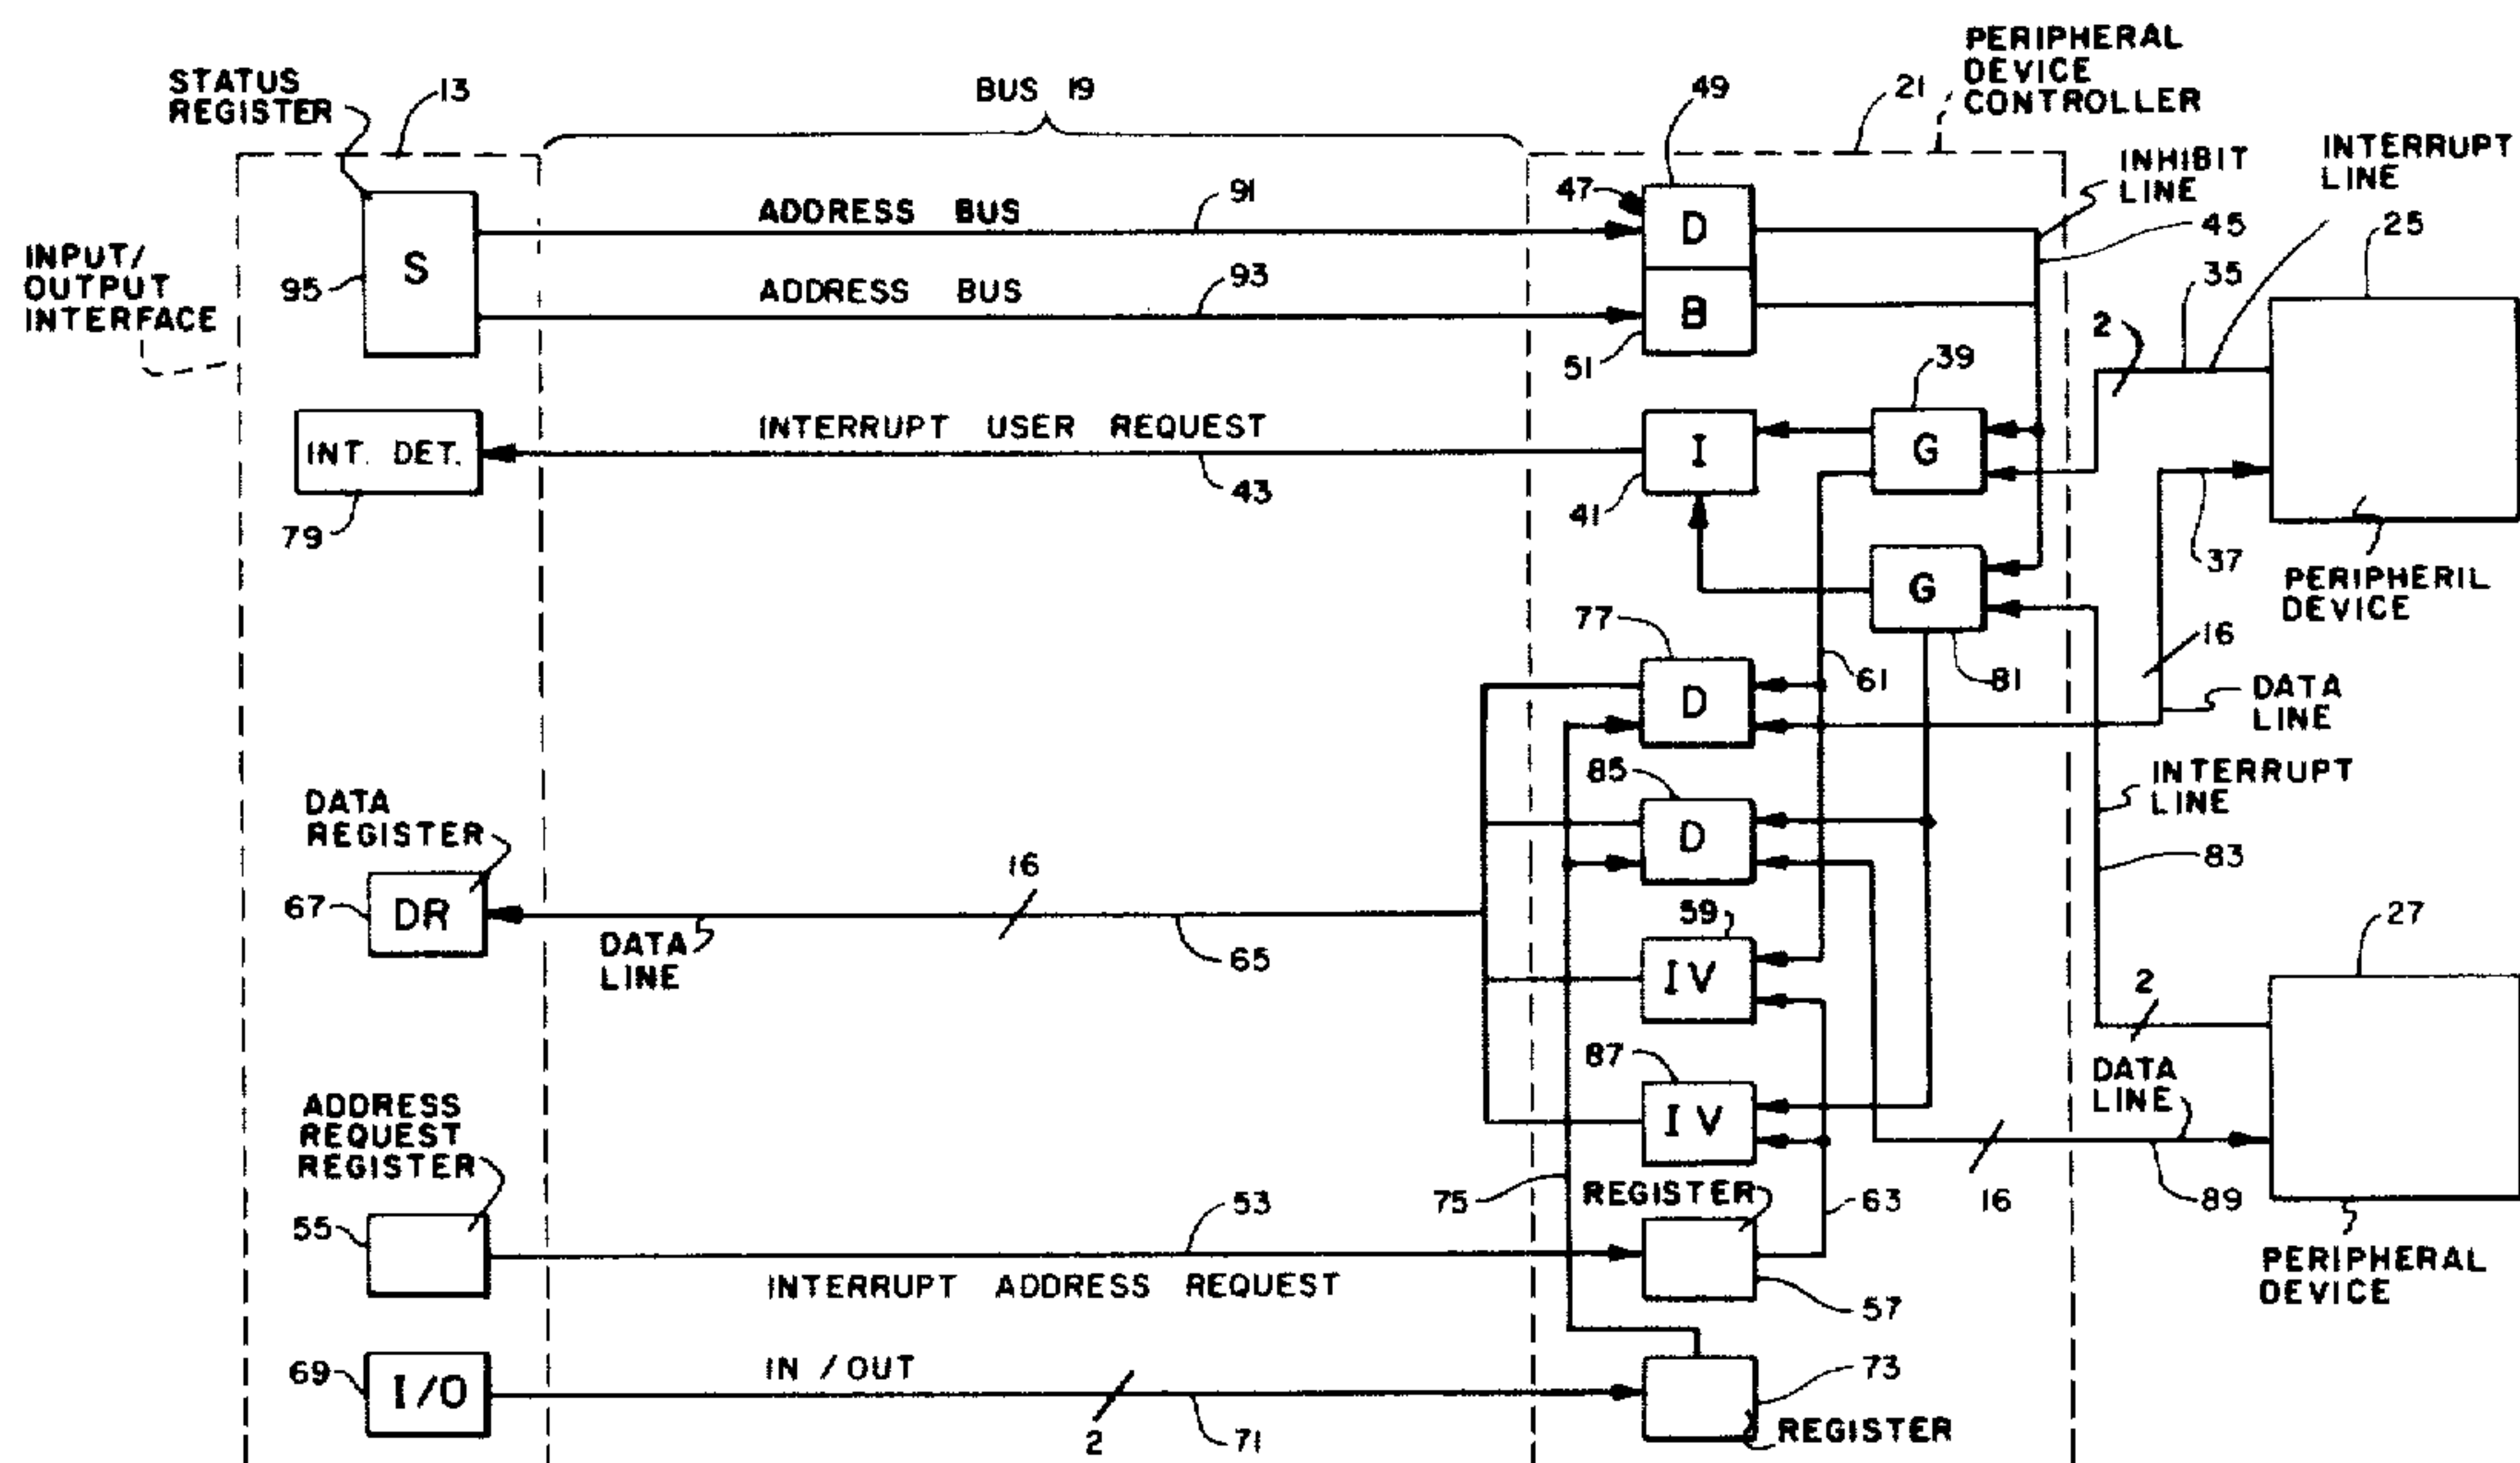 STATUS
REGISTER
13
BUS 19
49
21
PERIPHERAL
DEVICE
CONTROLLER
INHIBIT
LINE
INTERRUPT
LINE
47
D
45
25
35
ADDRESS BUS
91
INPUT/
OUTPUT
INTERFACE
95
S
ADDRESS BUS
93
B
51
2
39
INT. DET.
INTERRUPT USER REQUEST
I
G
79
43
41
37
PERIPHERIL
DEVICE
G
77
16
61
81
D
DATA
LINE
85
INTERRUPT
LINE
DATA
REGISTER
D
83
16
67
DR
59
27
DATA
LINE
65
IV
2
87
DATA
LINE
ADDRESS
REQUEST
REGISTER
IV
75
REGISTER
63
16
89
55
53
INTERRUPT ADDRESS REQUEST
57
PERIPHERAL
DEVICE
69
I/O
IN / OUT
73
2
71
REGISTER